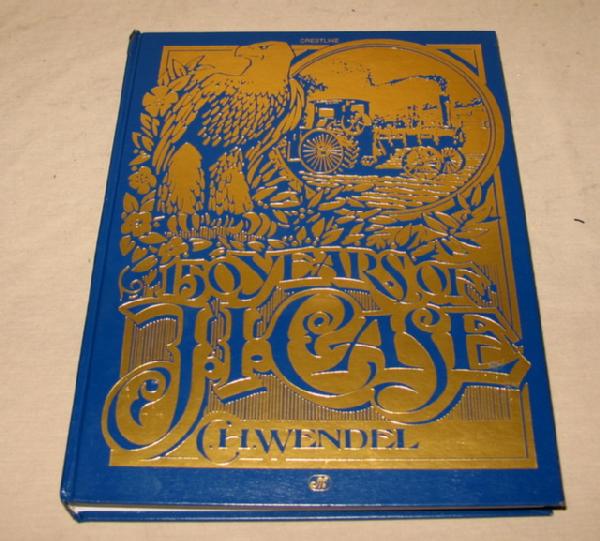 CRESTLINE
150 YEARS OF
J.I. CASE
C.H. WENDEL